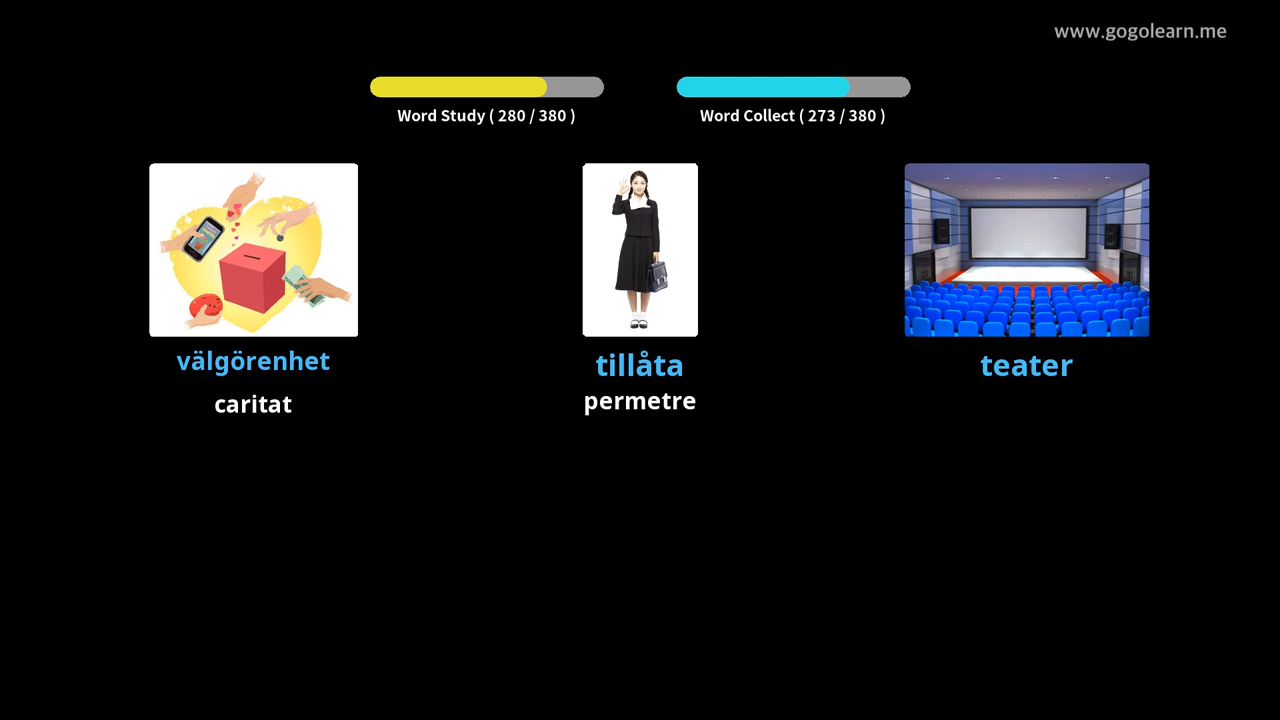 www.gogolearn.me
Word Study ( 280 / 380 )
Word Collect ( 273 / 380 )
välgörenhet
caritat
tillåta
permetre
teater